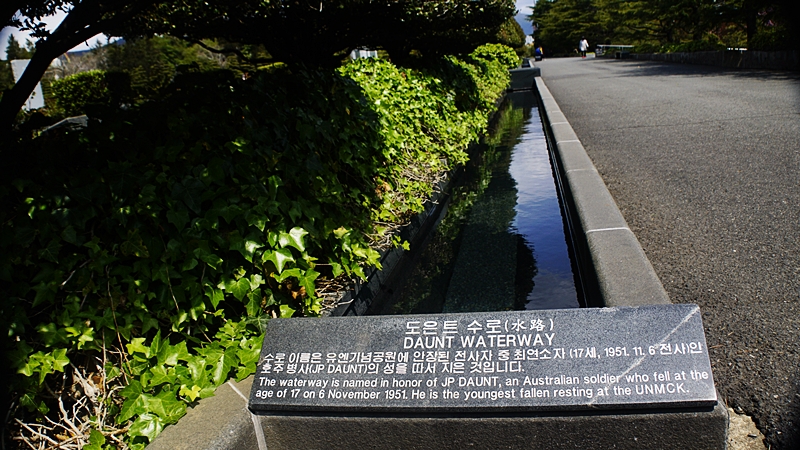 도은트 수로(水路)
DAUNT WATERWAY
수로 이름은 유엔기념공원에 안장된 전사자 중 최연소자 (17세, 1951. 11. 6 전사)인
호주 병사(JP DAUNT)의 성을 따서 지은 것입니다.
The waterway is named in honor of JP DAUNT, an Australian soldier who fell at the
age of 17 on 6 November 1951. He is the youngest fallen resting at the UNMCK.